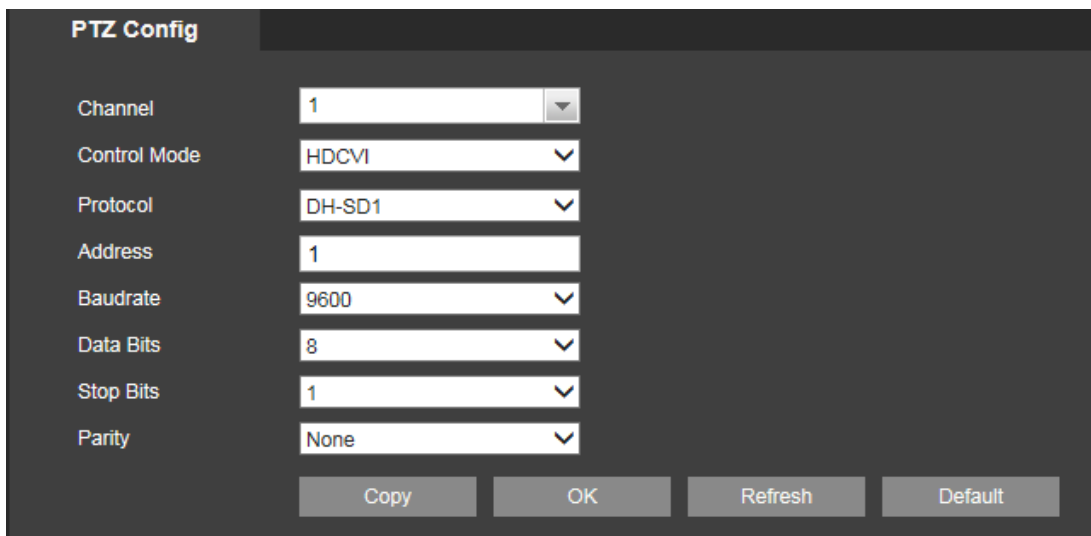 PTZ Config
Channel 1
Control Mode HDCVI
Protocol DH-SD1
Address 1
Baudrate 9600
Data Bits 8
Stop Bits 1
Parity None
Copy OK Refresh Default